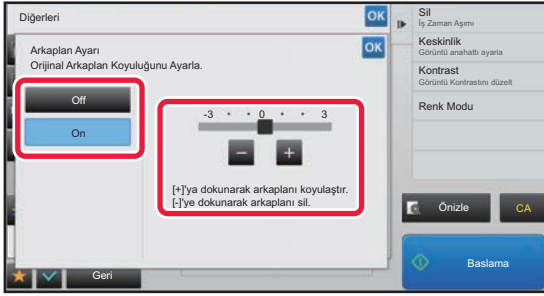 Diğerleri
OK
Arkaplan Ayarı
OK
Orijinal Arkaplan Koyuluğunu Ayarla.
Off
On
-3 • • 0 • • 3
− +
[+]'ya dokunarak arkaplanı koyulaştır.
[-]'ye dokunarak arkaplanı sil.
Geri
Sil
İş Zaman Aşımı
Keskinlik
Görüntü anahattı ayarla
Kontrast
Görüntü Kontrastını düzelt
Renk Modu
Önizle
CA
Baslama